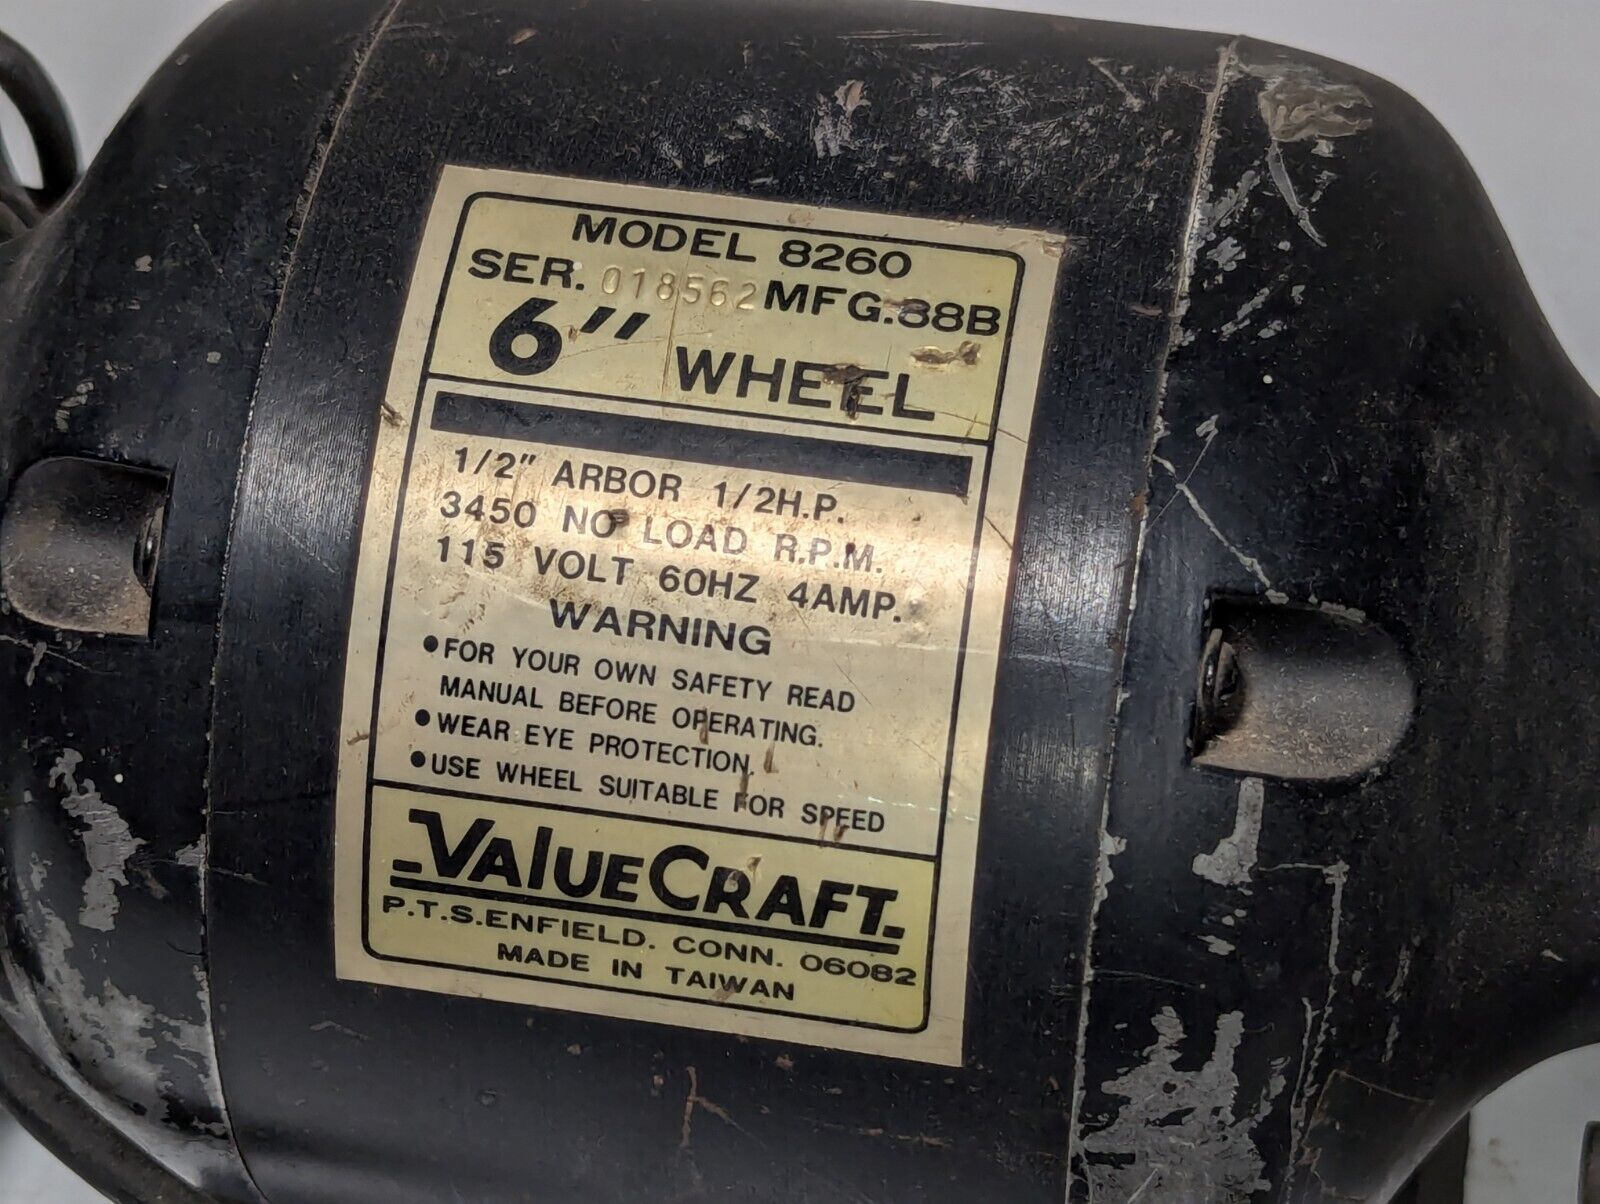 MODEL 8260
SER. 018562 MFG.88B
6" WHEEL
1/2" ARBOR 1/2H.P.
3450 NO LOAD R.P.M.
115 VOLT 60HZ 4AMP.
WARNING
•FOR YOUR OWN SAFETY READ
MANUAL BEFORE OPERATING.
•WEAR EYE PROTECTION.
•USE WHEEL SUITABLE FOR SPEED
VALUECRAFT
P.T.S.ENFIELD. CONN. 06082
MADE IN TAIWAN